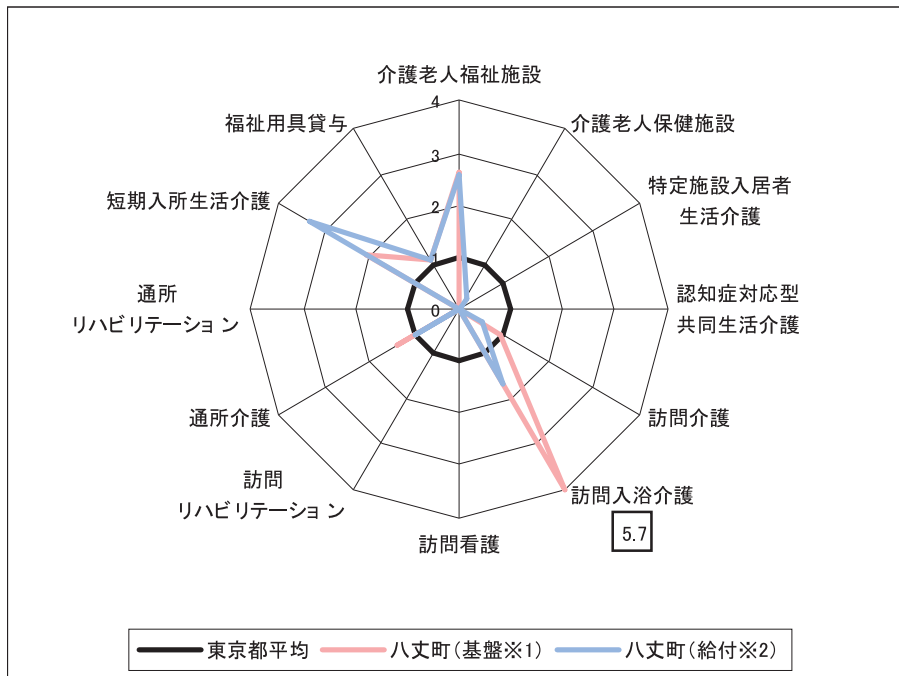 介護老人福祉施設
介護老人保健施設
特定施設入居者
生活介護
認知症対応型
共同生活介護
訪問介護
訪問入浴介護
5.7
訪問看護
訪問
リハビリテーション
通所介護
通所
リハビリテーション
短期入所生活介護
福祉用具貸与
4
3
2
1
0
東京都平均
八丈町(基盤※1)
八丈町(給付※2)